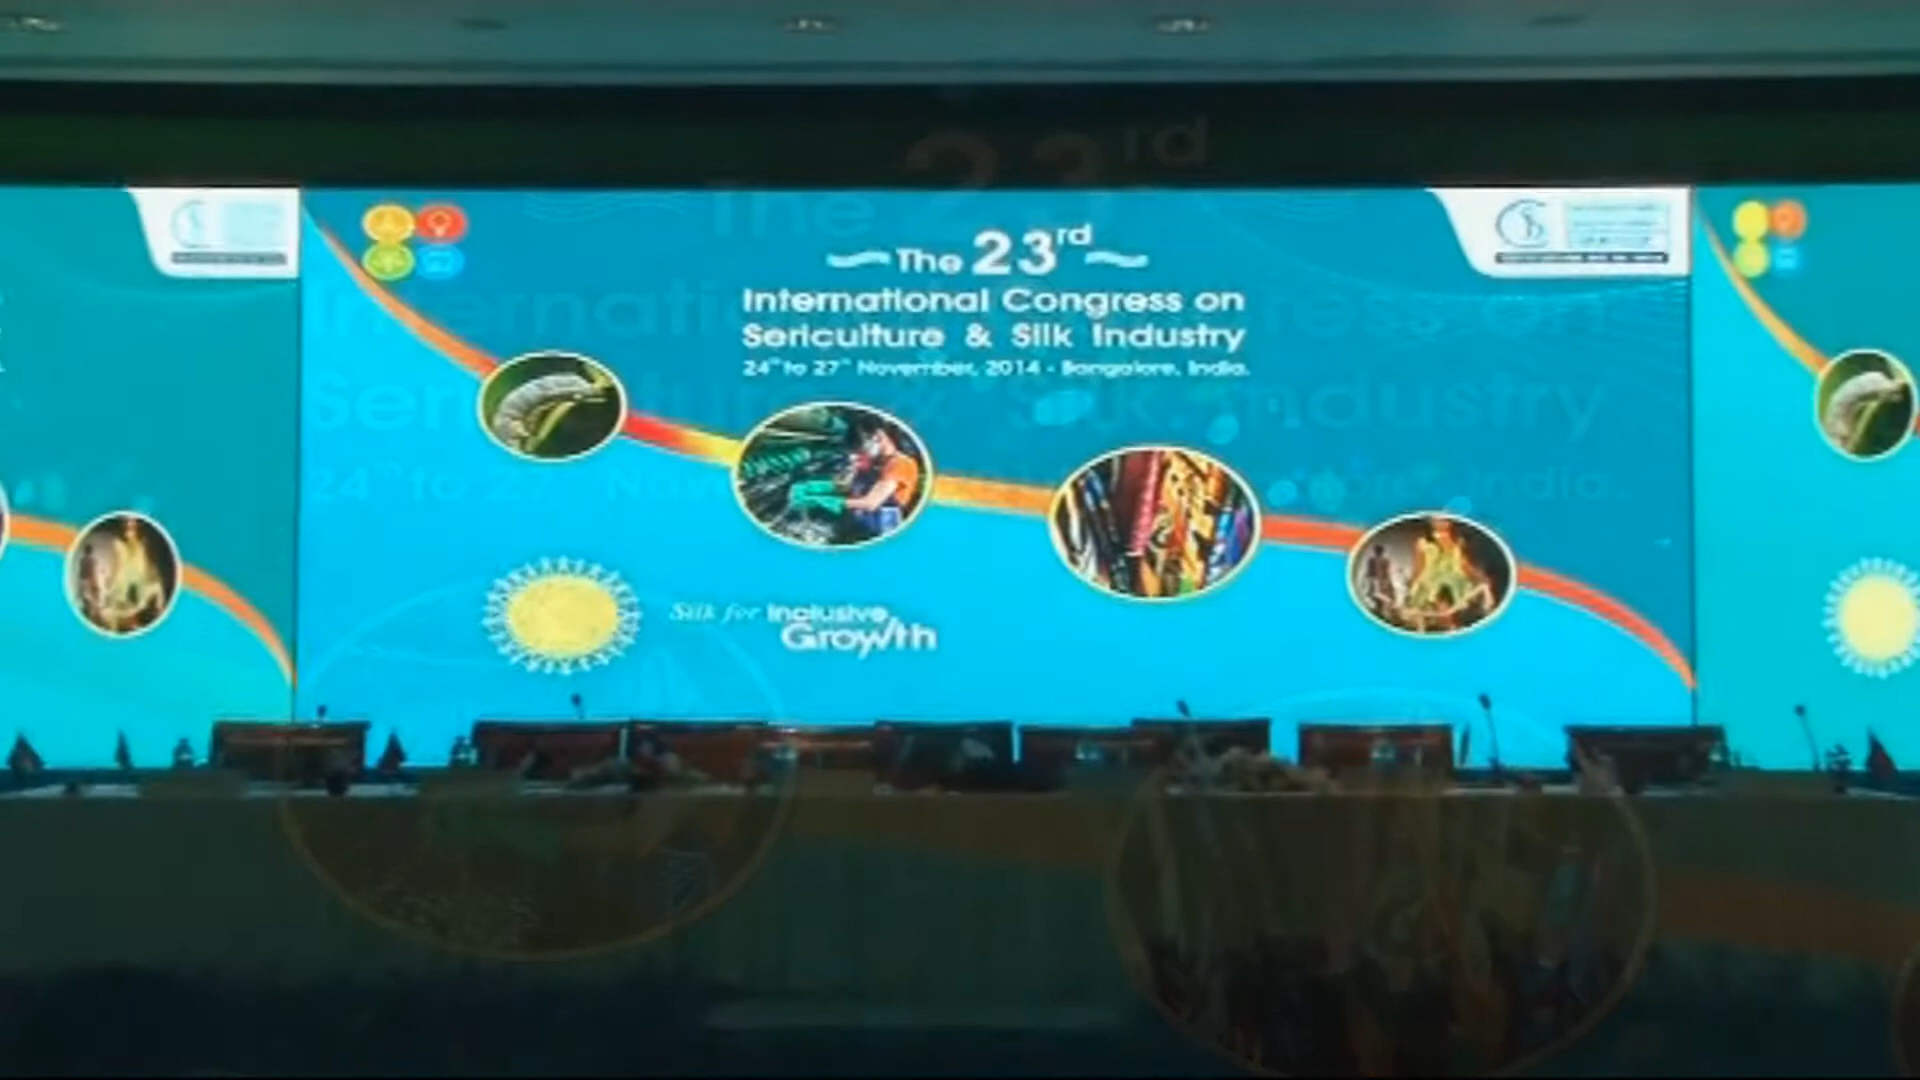 The 23rd
International Congress on
Sericulture & Silk Industry
24th to 27th November, 2014 - Bangalore, India.
Silk for Inclusive
Growth